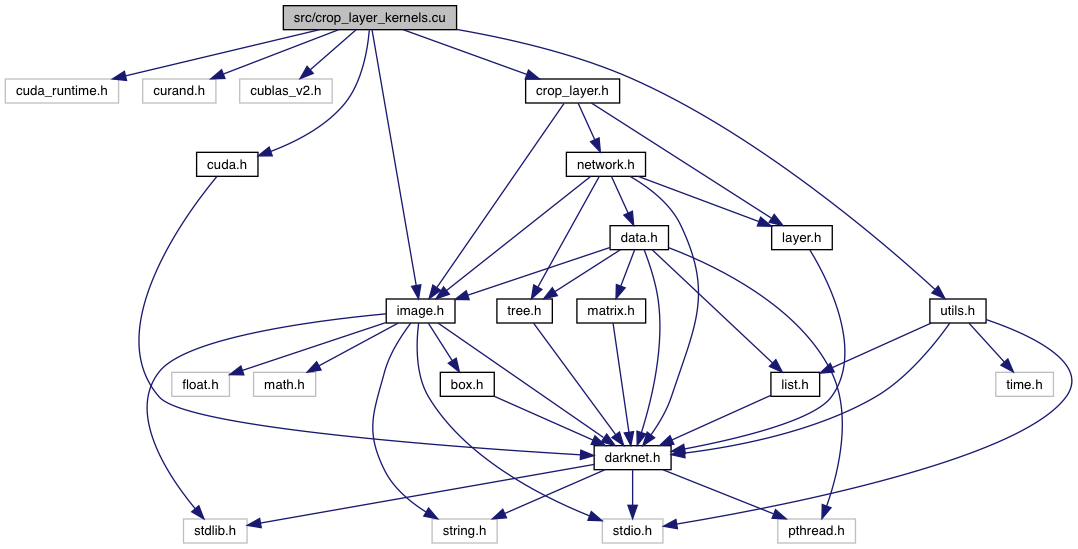 src/crop_layer_kernels.cu
cuda_runtime.h
curand.h
cublas_v2.h
crop_layer.h
cuda.h
network.h
data.h
layer.h
image.h
tree.h
matrix.h
utils.h
float.h
math.h
box.h
list.h
time.h
darknet.h
stdlib.h
string.h
stdio.h
pthread.h